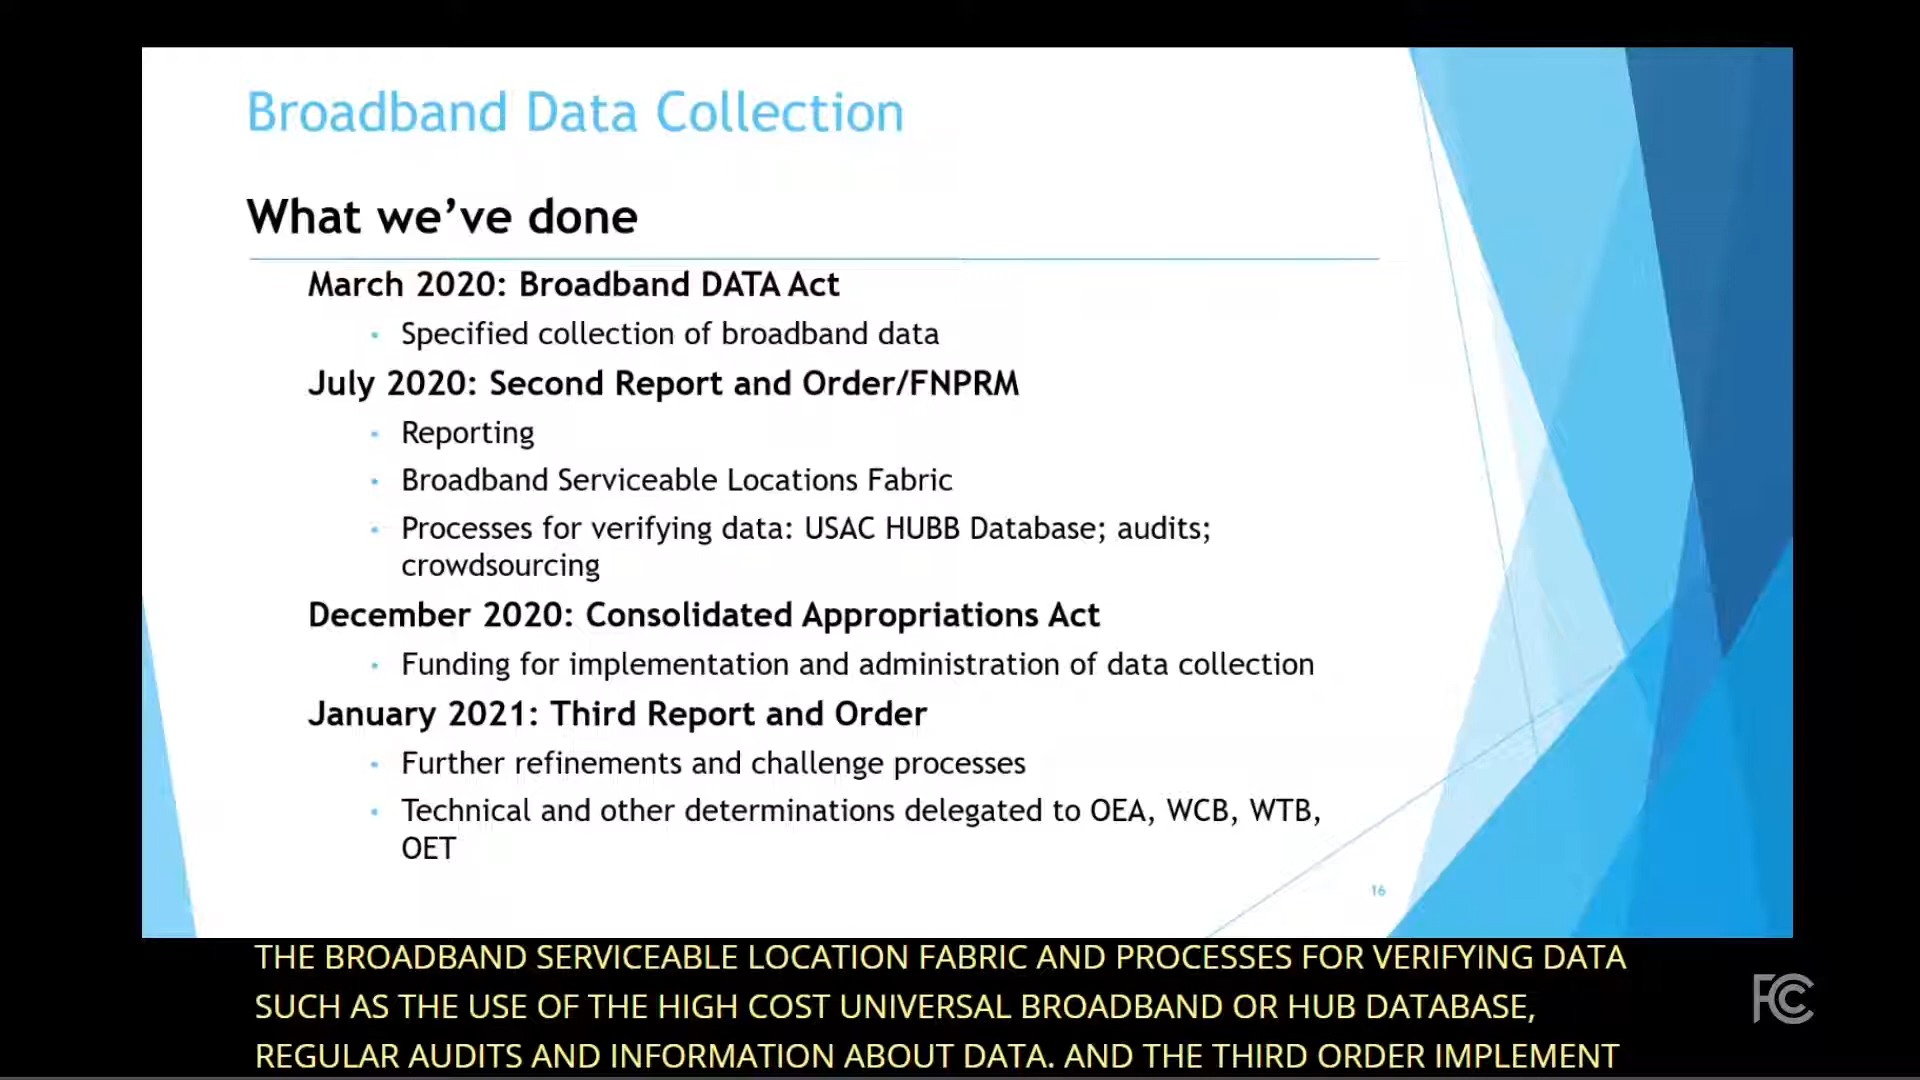 Broadband Data Collection
What we’ve done
March 2020: Broadband DATA Act
• Specified collection of broadband data
July 2020: Second Report and Order/FNPRM
• Reporting
• Broadband Serviceable Locations Fabric
• Processes for verifying data: USAC HUBB Database; audits;
crowdsourcing
December 2020: Consolidated Appropriations Act
• Funding for implementation and administration of data collection
January 2021: Third Report and Order
• Further refinements and challenge processes
• Technical and other determinations delegated to OEA, WCB, WTB,
OET
16
THE BROADBAND SERVICEABLE LOCATION FABRIC AND PROCESSES FOR VERIFYING DATA
SUCH AS THE USE OF THE HIGH COST UNIVERSAL BROADBAND OR HUB DATABASE,
REGULAR AUDITS AND INFORMATION ABOUT DATA. AND THE THIRD ORDER IMPLEMENT
FCC